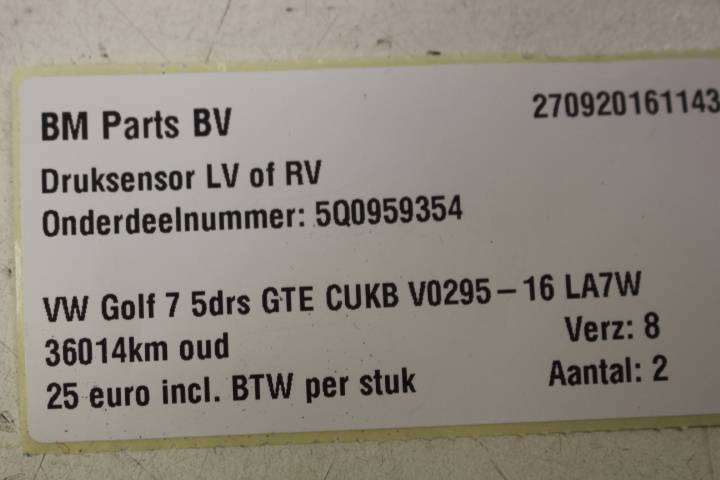 BM Parts BV
270920161143
Druksensor LV of RV
Onderdeelnummer: 5Q0959354
VW Golf 7 5drs GTE CUKB V0295-16 LA7W
36014km oud
Verz: 8
25 euro incl. BTW per stuk
Aantal: 2